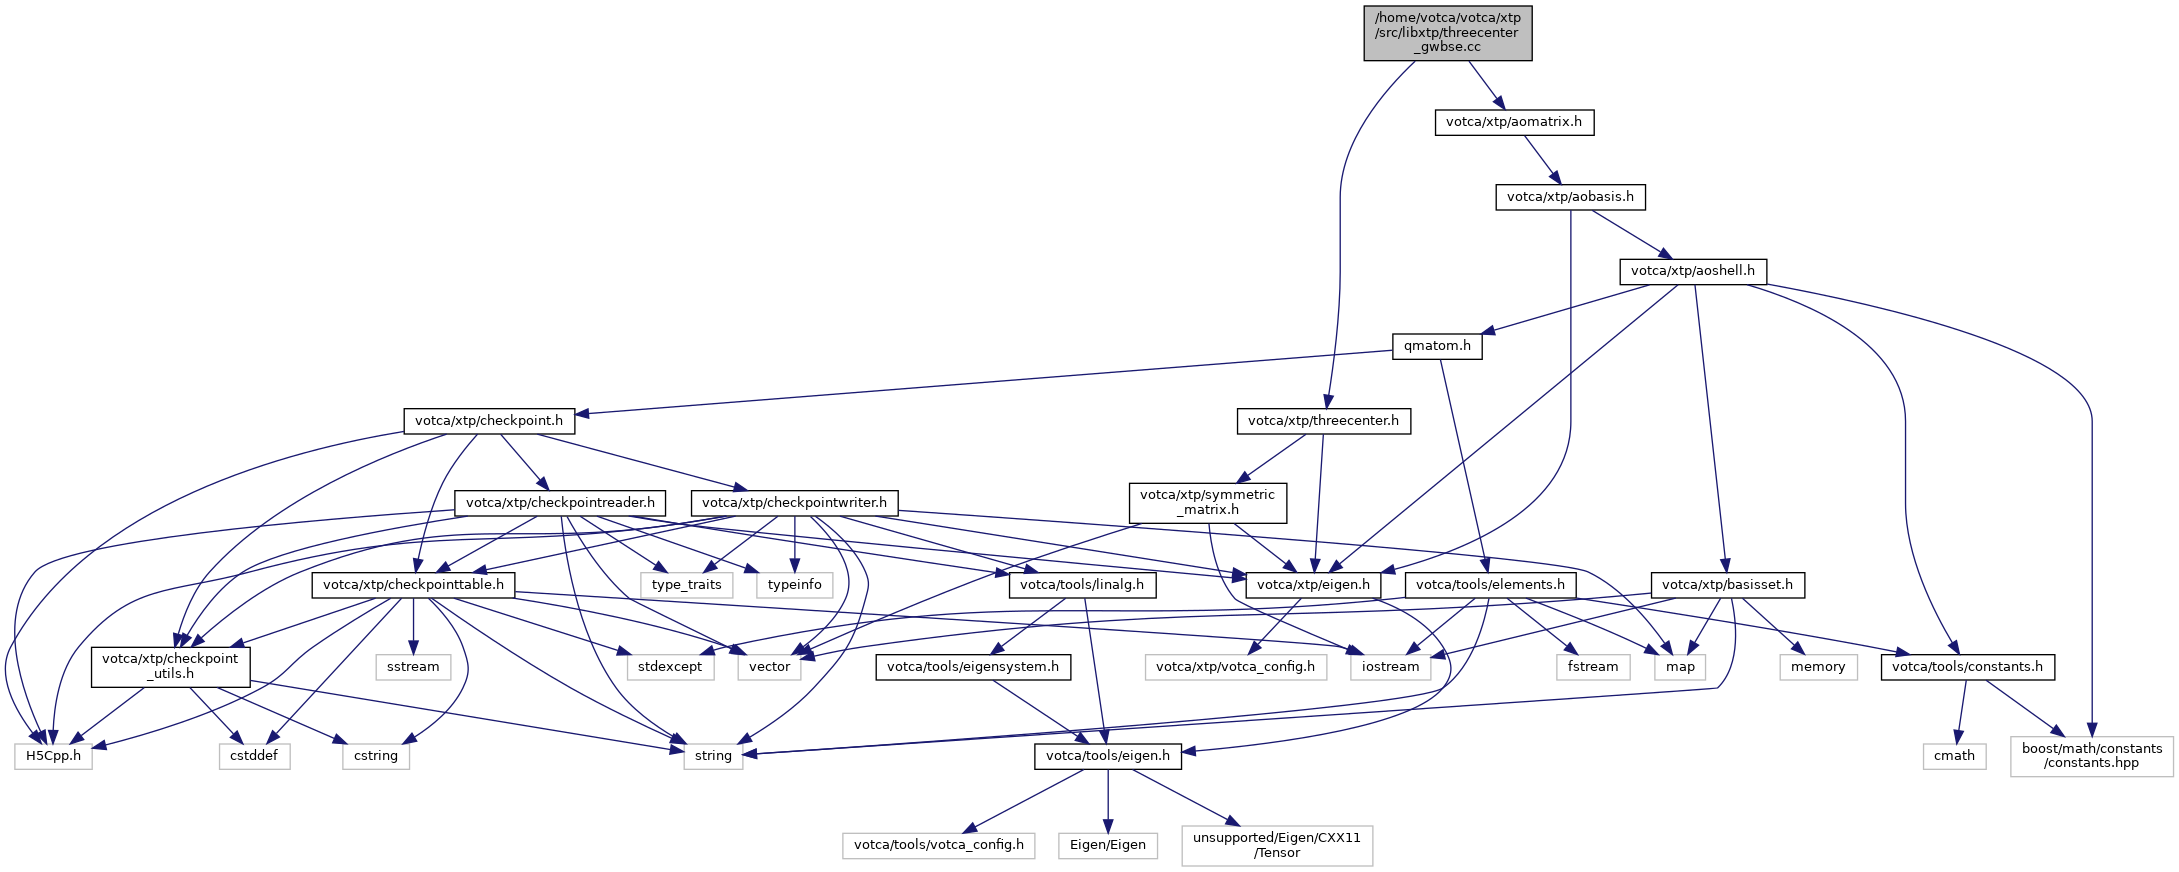 /home/votca/votca/xtp
/src/libxtp/threecenter
_gwbse.cc
votca/xtp/aomatrix.h
votca/xtp/aobasis.h
votca/xtp/aoshell.h
qmatom.h
votca/xtp/checkpoint.h
votca/xtp/threecenter.h
votca/xtp/checkpointreader.h
votca/xtp/checkpointwriter.h
votca/xtp/symmetric
_matrix.h
votca/xtp/checkpointtable.h
type_traits
typeinfo
votca/tools/linalg.h
votca/xtp/eigen.h
votca/tools/elements.h
votca/xtp/basisset.h
votca/xtp/checkpoint
_utils.h
sstream
stdexcept
vector
votca/tools/eigensystem.h
votca/xtp/votca_config.h
iostream
fstream
map
memory
votca/tools/constants.h
H5Cpp.h
cstddef
cstring
string
votca/tools/eigen.h
cmath
boost/math/constants
/constants.hpp
votca/tools/votca_config.h
Eigen/Eigen
unsupported/Eigen/CXX11
/Tensor